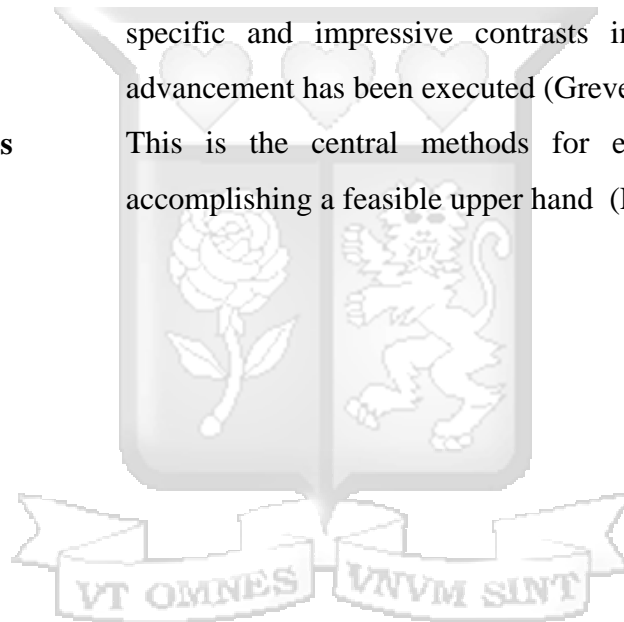 specific and impressive contrasts in
advancement has been executed (Greve
s This is the central methods for e
accomplishing a feasible upper hand (
VT OMNES VNVM SINT